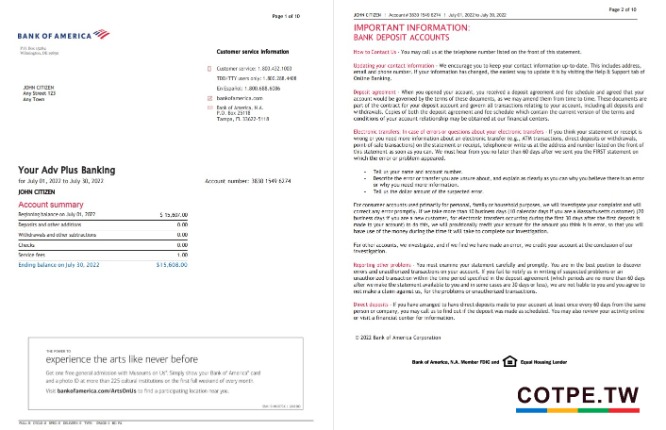 Page 1 of 10
BANK OF AMERICA
P.O. Box 15284
Wilmington, DE 19850
Customer service information
Customer service: 1.800.432.1000
TDD/TTY users only: 1.800.288.4408
En Español: 1.800.688.6086
bankofamerica.com
Bank of America, N.A.
P.O. Box 25118
Tampa, FL 33622-5118
JOHN CITIZEN
Any Street 123
Any Town
Your Adv Plus Banking
for July 01, 2022 to July 30, 2022
Account number: 3830 1549 6274
JOHN CITIZEN
Account summary
Beginning balance on July 01, 2022 $ 15,607.00
Deposits and other additions 0.00
Withdrawals and other subtractions 0.00
Checks 0.00
Service fees 1.00
Ending balance on July 30, 2022 $15,608.00
THE POWER TO
experience the arts like never before
Get one free general admission with Museums on Us®. Simply show your Bank of America® card
and a photo ID at more than 225 cultural institutions on the first full weekend of every month.
Visit bankofamerica.com/ArtsOnUs to find a participating location near you.
Page 2 of 10
JOHN CITIZEN / Account# 3830 1549 6274 / July 01, 2022 to July 30, 2022
IMPORTANT INFORMATION:
BANK DEPOSIT ACCOUNTS
How to Contact Us - You may call us at the telephone number listed on the front of this statement.
Updating your contact information - We encourage you to keep your contact information up-to-date. This includes address,
email and phone number. If your information has changed, the easiest way to update it is by visiting the Help & Support tab of
Online Banking.
Deposit agreement - When you opened your account, you received a deposit agreement and fee schedule and agreed that your
account would be governed by the terms of these documents, as we may amend them from time to time. These documents are
part of the contract for your deposit account and govern all transactions relating to your account, including all deposits and
withdrawals. Copies of both the deposit agreement and fee schedule which contain the current version of the terms and
conditions of your account relationship may be obtained at our financial centers.
Electronic transfers: In case of errors or questions about your electronic transfers - If you think your statement or receipt is
wrong or you need more information about an electronic transfer (e.g., ATM transactions, direct deposits or withdrawals,
point-of-sale transactions) on the statement or receipt, telephone or write us at the address and number listed on the front of
this statement as soon as you can. We must hear from you no later than 60 days after we sent you the FIRST statement on
which the error or problem appeared.
• Tell us your name and account number.
• Describe the error or transfer you are unsure about, and explain as clearly as you can why you believe there is an error
or why you need more information.
• Tell us the dollar amount of the suspected error.
For consumer accounts used primarily for personal, family or household purposes, we will investigate your complaint and will
correct any error promptly. If we take more than 10 business days (10 calendar days if you are a Massachusetts customer) (20
business days if you are a new customer, for electronic transfers occurring during the first 30 days after the first deposit is
made to your account) to do this, we will provisionally credit your account for the amount you think is in error, so that you will
have use of the money during the time it will take to complete our investigation.
For other accounts, we investigate, and if we find we have made an error, we credit your account at the conclusion of our
investigation.
Reporting other problems - You must examine your statement carefully and promptly. You are in the best position to discover
errors and unauthorized transactions on your account. If you fail to notify us in writing of suspected problems or an
unauthorized transaction within the time period specified in the deposit agreement (which periods are no more than 60 days
after we make the statement available to you and in some cases are 30 days or less), we are not liable to you and you agree to
not make a claim against us, for the problems or unauthorized transactions.
Direct deposits - If you have arranged to have direct deposits made to your account at least once every 60 days from the same
person or company, you may call us to find out if the deposit was made as scheduled. You may also review your activity online
or visit a financial center for information.
© 2022 Bank of America Corporation
Bank of America, N.A. Member FDIC and Equal Housing Lender
COTPE.TW